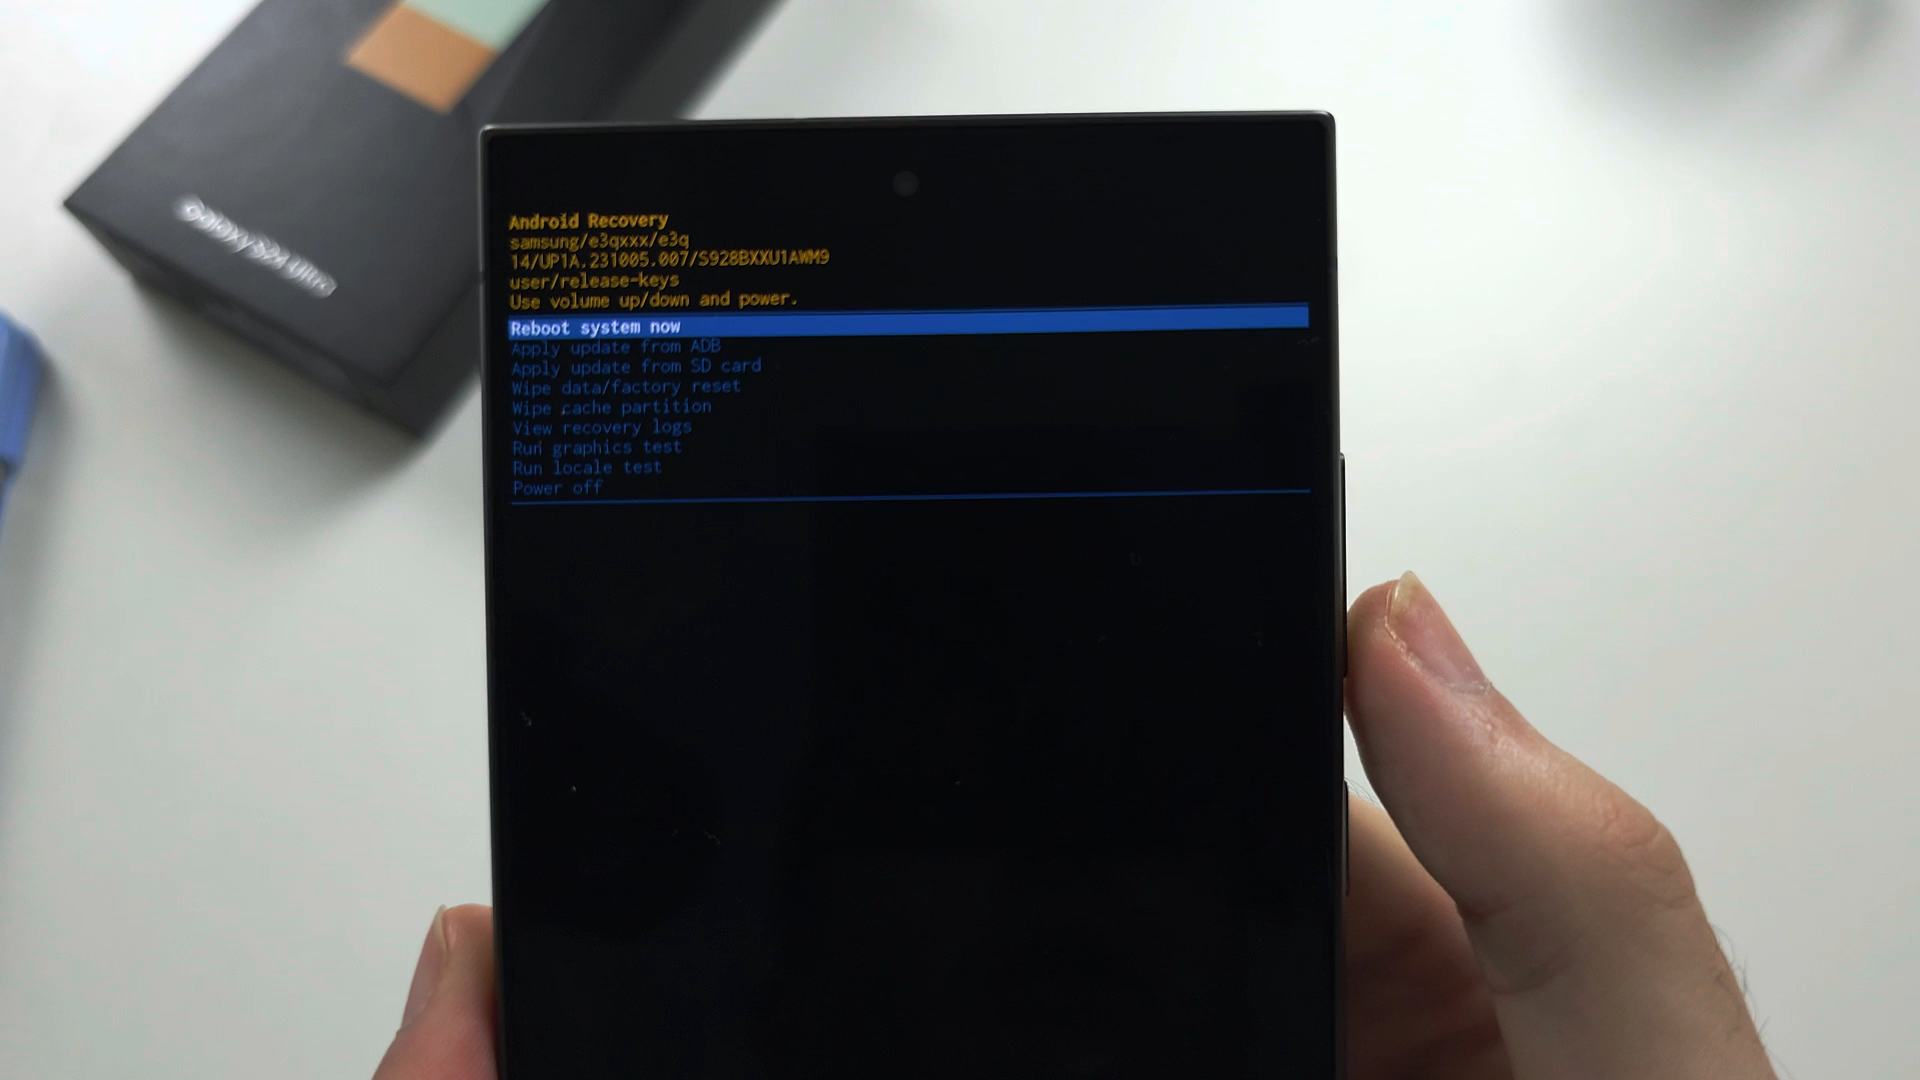 Galaxy S24 Ultra
Android Recovery
samsung/e3qxxx/e3q
14/UP1A.231005.007/S928BXXU1AWM9
user/release-keys
Use volume up/down and power.
Reboot system now
Apply update from ADB
Apply update from SD card
Wipe data/factory reset
Wipe cache partition
View recovery logs
Run graphics test
Run locale test
Power off